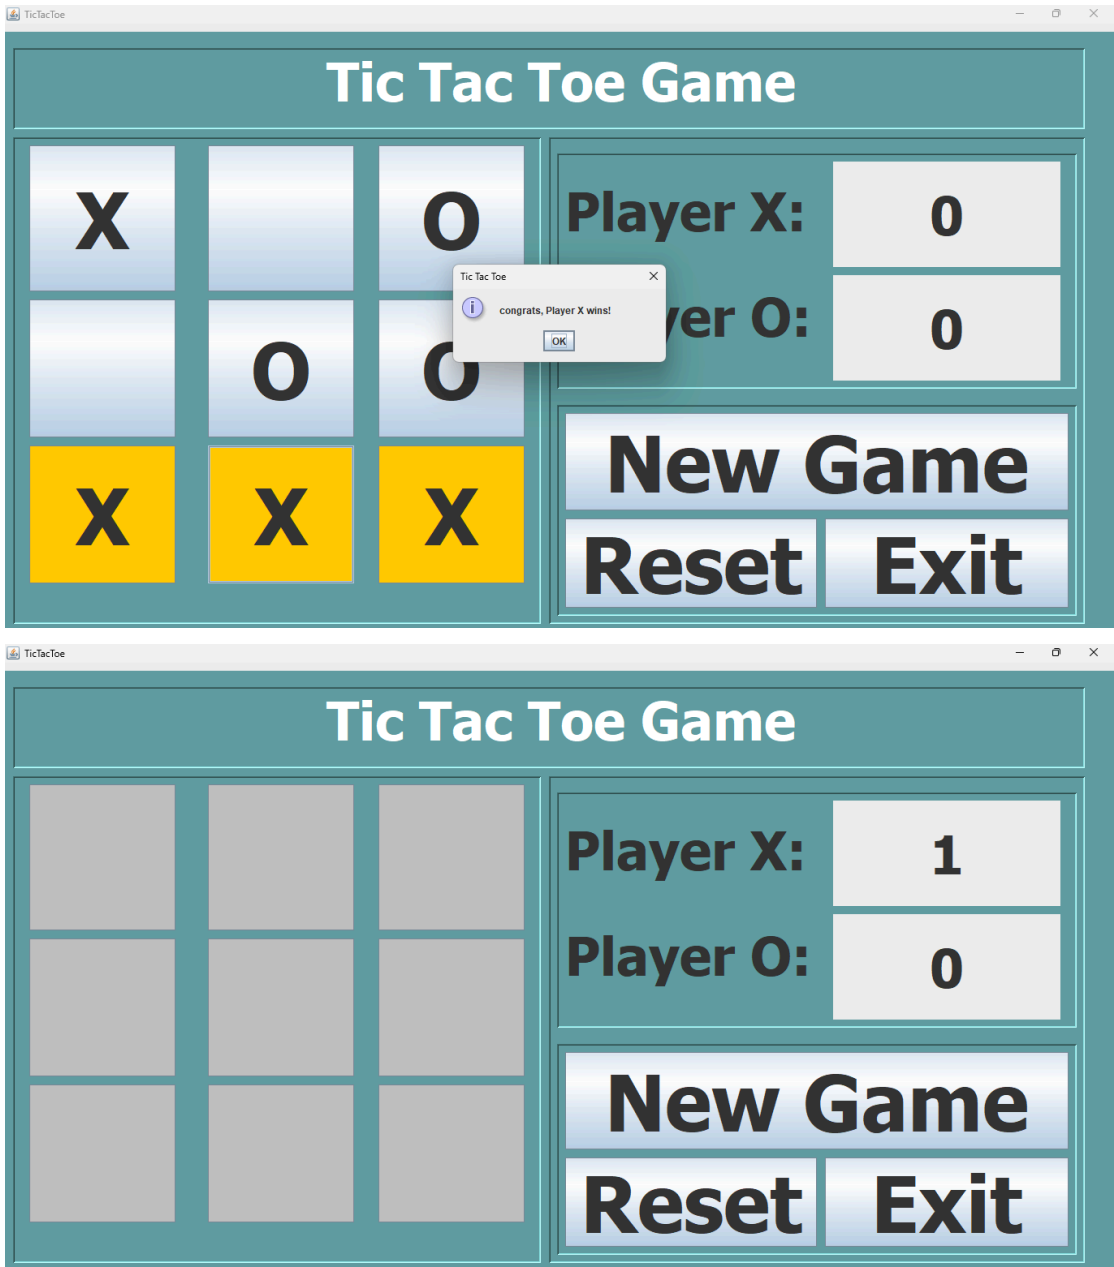 TicTacToe
Tic Tac Toe Game
X O
Player X: 0
Tic Tac Toe
congrats, Player X wins!
OK
O O
yer O: 0
X X X
New Game
Reset Exit
TicTacToe
Tic Tac Toe Game
Player X: 1
Player O: 0
New Game
Reset Exit